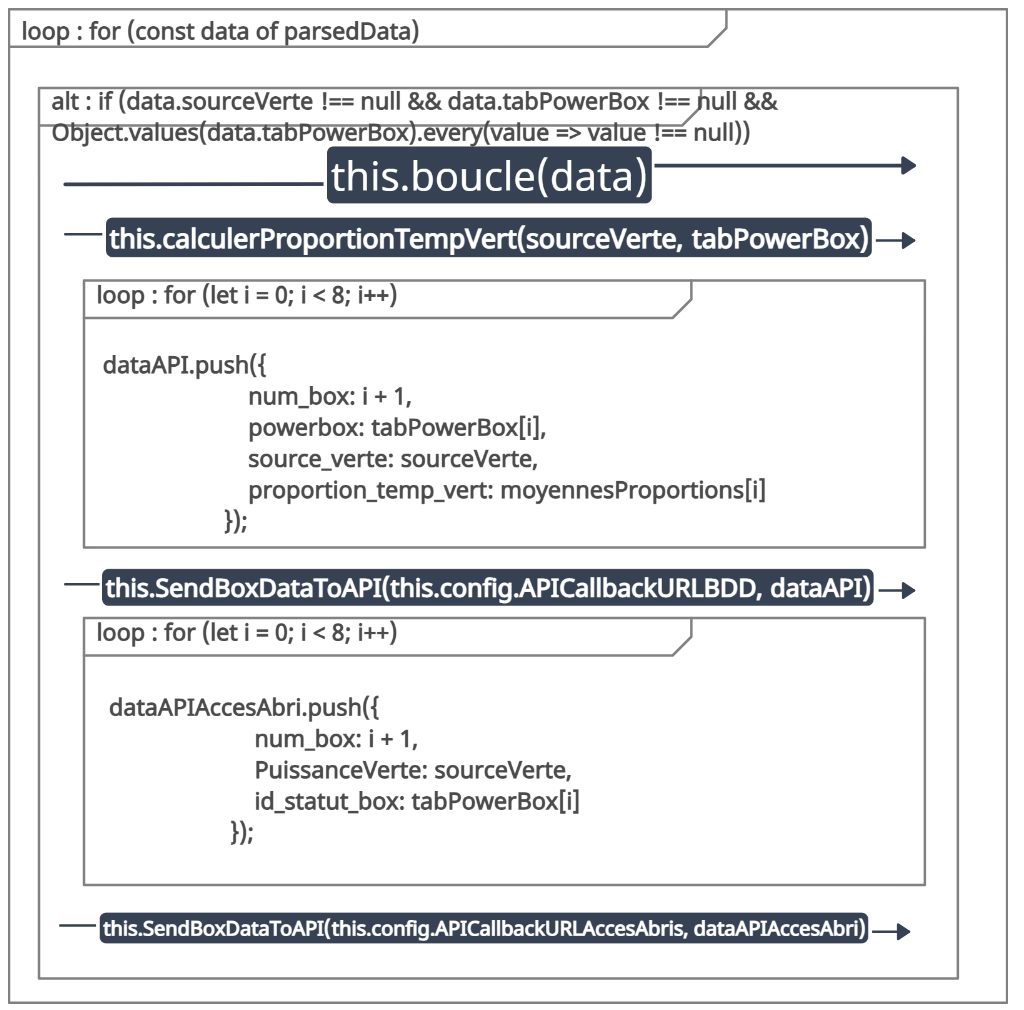 loop : for (const data of parsedData)
alt : if (data.sourceVerte !== null && data.tabPowerBox !== null &&
Object.values(data.tabPowerBox).every(value => value !== null))
this.boucle(data)
this.calculerProportionTempVert(sourceVerte, tabPowerBox)
loop : for (let i = 0; i < 8; i++)
dataAPI.push({
num_box: i + 1,
powerbox: tabPowerBox[i],
source_verte: sourceVerte,
proportion_temp_vert: moyennesProportions[i]
});
this.SendBoxDataToAPI(this.config.APICallbackURLBDD, dataAPI)
loop : for (let i = 0; i < 8; i++)
dataAPIAccesAbri.push({
num_box: i + 1,
PuissanceVerte: sourceVerte,
id_statut_box: tabPowerBox[i]
});
this.SendBoxDataToAPI(this.config.APICallbackURLAccesAbris, dataAPIAccesAbri)